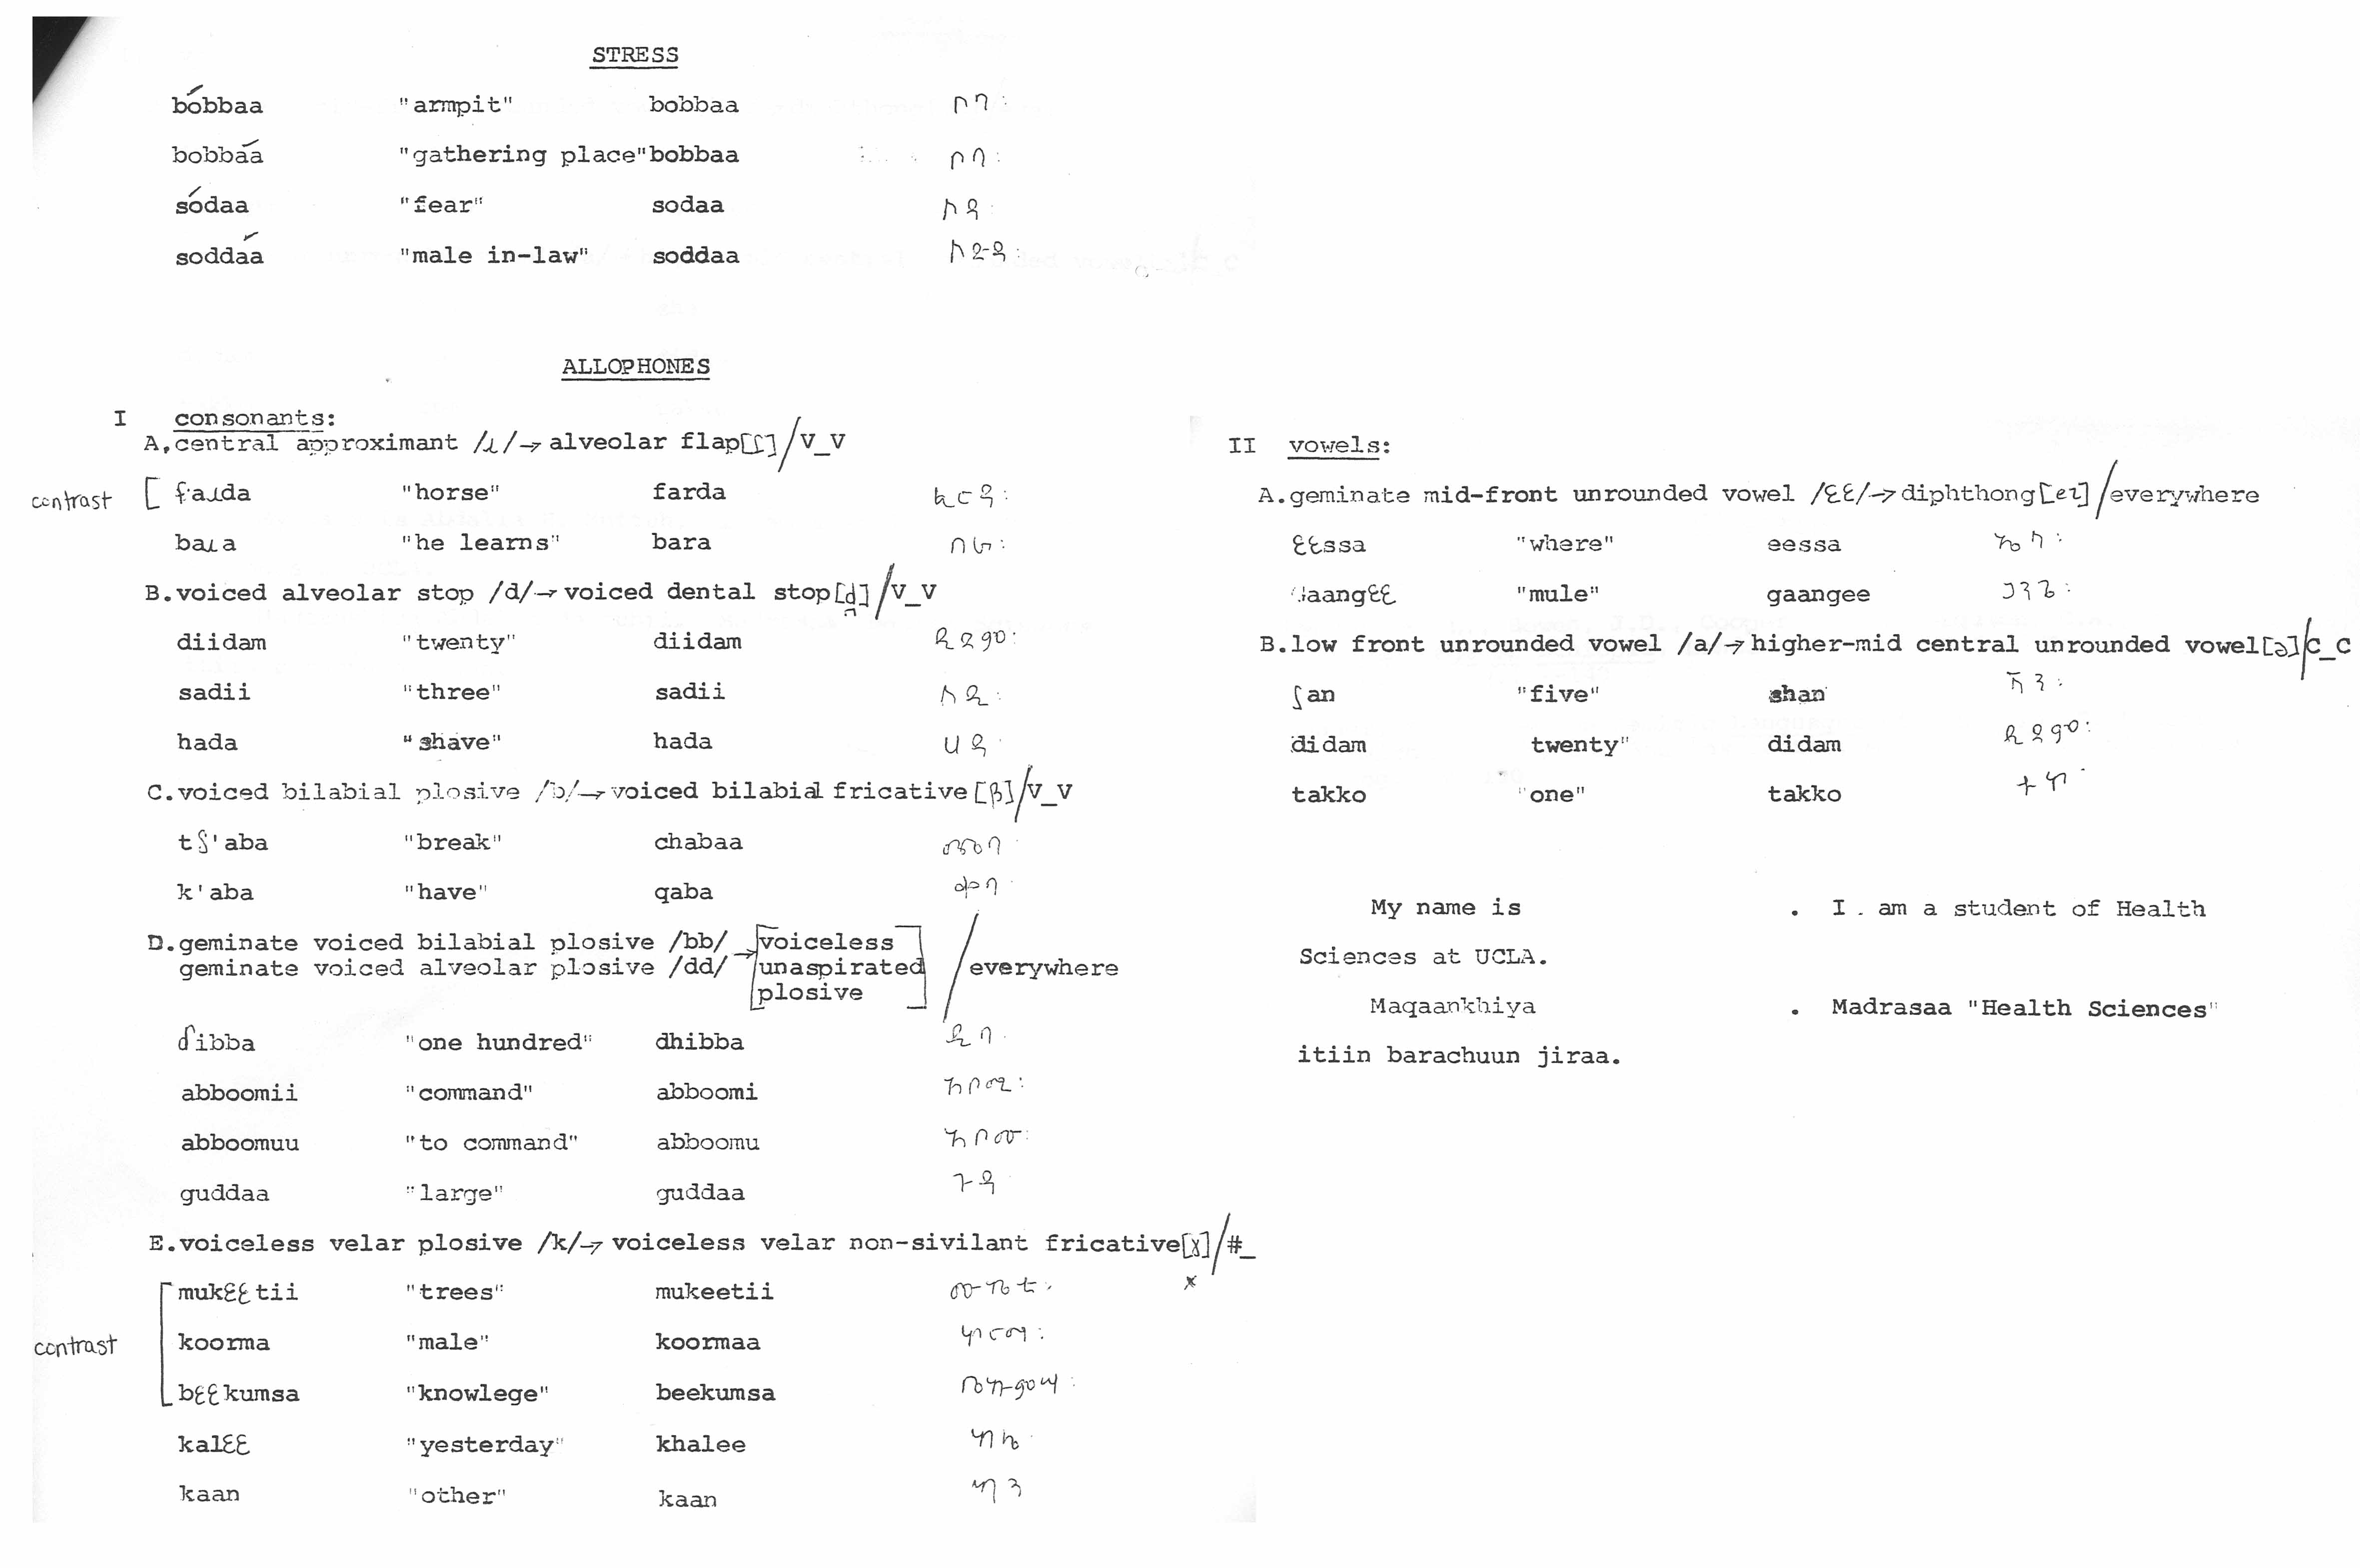 STRESS
bóbbaa "armpit" bobbaa ቦባ:
bobbáa "gathering place" bobbaa ቦባ:
sódaa "fear" sodaa ሶዳ:
soddáa "male in-law" soddaa ሶዳ:
ALLOPHONES
I consonants:
A. central approximant /ɹ/→ alveolar flap[ɾ]/V_V
contrast [ faɹda "horse" farda ፈርዳ:
baɹa "he learns" bara በራ:
B. voiced alveolar stop /d/→ voiced dental stop[d̪]/V_V
diidam "twenty" diidam ዲዳም:
sadii "three" sadii ሰዲ:
hada "shave" hada ሀዳ:
C. voiced bilabial plosive /b/→ voiced bilabial fricative [β]/V_V
tʃ'aba "break" chabaa ጨባ:
k'aba "have" qaba ቀባ:
D. geminate voiced bilabial plosive /bb/ → [voiceless
geminate voiced alveolar plosive /dd/ unaspirated /everywhere
plosive]
ɗibba "one hundred" dhibba ዲባ:
abboomii "command" abboomi አቦሚ:
abboomuu "to command" abboomu አቦሙ:
guddaa "large" guddaa ጉዳ:
E. voiceless velar plosive /k/→ voiceless velar non-sivilant fricative[ɣ]/#_
x
mukɛɛtii "trees" mukeetii ሙኬቲ:
contrast koorma "male" koormaa ኮርማ:
bɛɛkumsa "knowlege" beekumsa ቤኩምሣ:
kalɛɛ "yesterday" khalee ካሌ:
kaan "other" kaan ካን
II vowels:
A. geminate mid-front unrounded vowel /ɛɛ/→ diphthong[eɪ]/everywhere
ɛɛssa "where" eessa ኤሳ:
gaangɛɛ "mule" gaangee ጋንጌ:
B. low front unrounded vowel /a/→ higher-mid central unrounded vowel[ə]/C_C
ʃan "five" shan ሸን:
didam twenty" didam ዲዳም:
takko "one" takko ተኮ:
My name is . I am a student of Health
Sciences at UCLA.
Maqaankhiya . Madrasaa "Health Sciences"
itiin barachuun jiraa.